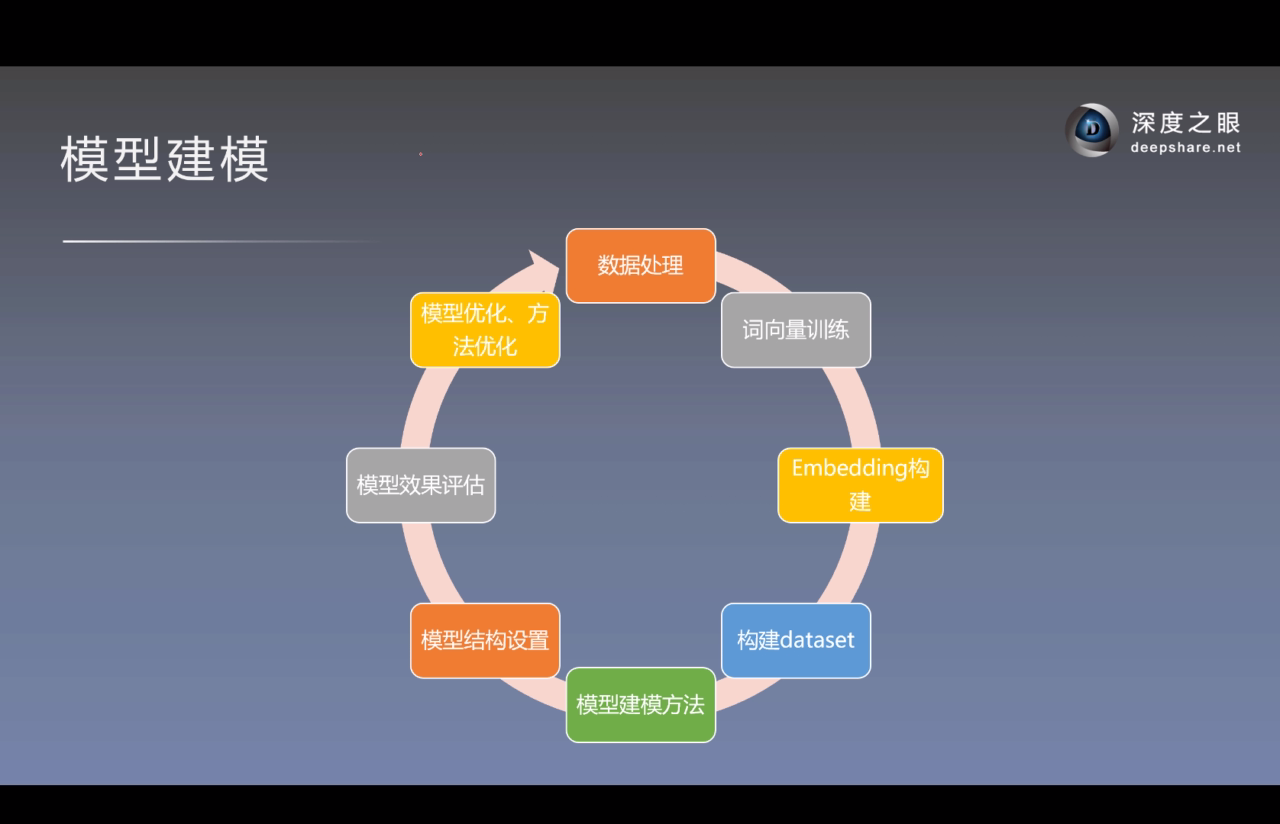 模型建模
深度之眼
deepshare.net
数据处理
词向量训练
Embedding构
建
构建dataset
模型建模方法
模型结构设置
模型效果评估
模型优化、方
法优化